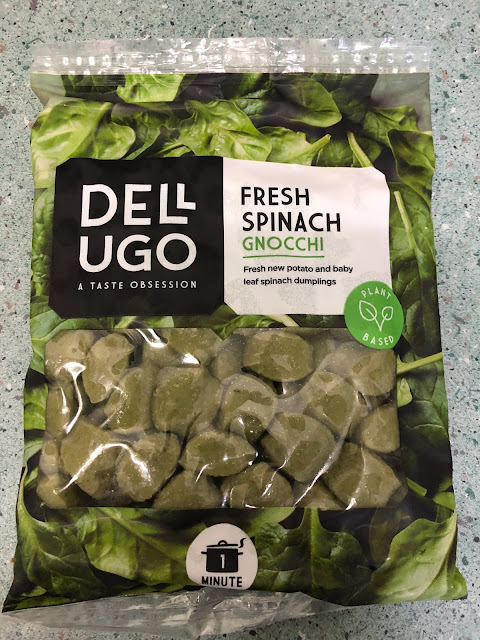 DELL
UGO
A TASTE OBSESSION
FRESH
SPINACH
GNOCCHI
Fresh new potato and baby
leaf spinach dumplings
PLANT
BASED
1
MINUTE